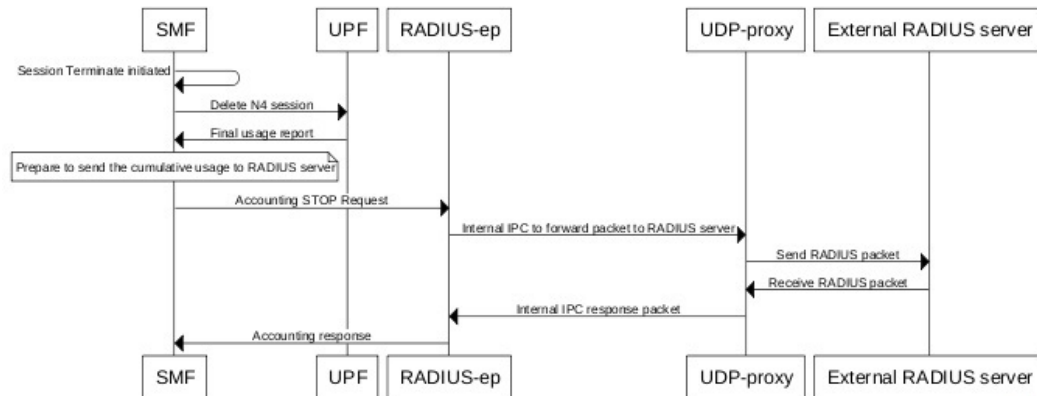 SMF UPF RADIUS-ep UDP-proxy External RADIUS server
Session Terminate initiated
Delete N4 session
Final usage report
Prepare to send the cumulative usage to RADIUS server
Accounting STOP Request
Internal IPC to forward packet to RADIUS server
Send RADIUS packet
Receive RADIUS packet
Internal IPC response packet
Accounting response
SMF UPF RADIUS-ep UDP-proxy External RADIUS server